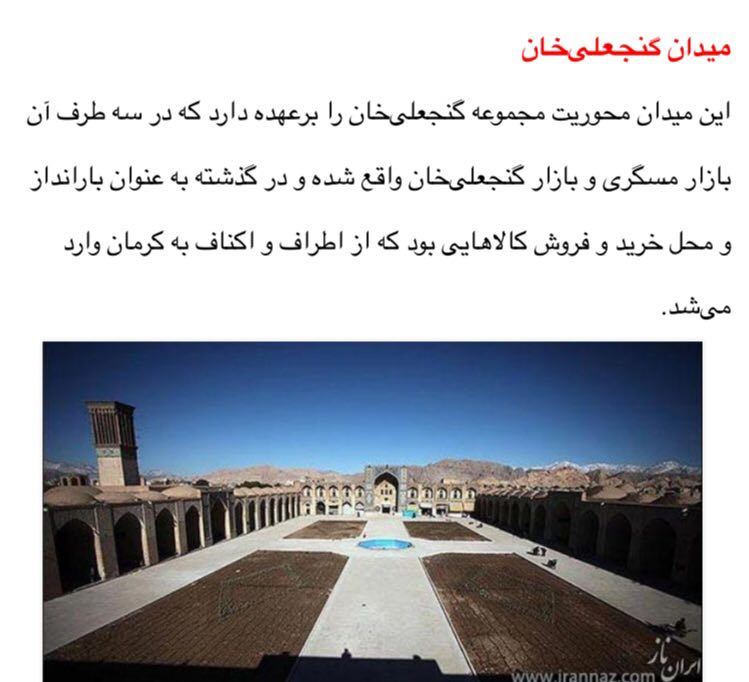 میدان گنجعلی‌خان
این میدان محوریت مجموعه گنجعلی‌خان را برعهده دارد که در سه طرف آن
بازار مسگری و بازار گنجعلی‌خان واقع شده و در گذشته به عنوان بارانداز
و محل خرید و فروش کالاهایی بود که از اطراف و اکناف به کرمان وارد
می‌شد.
ایران ناز
www.irannaz.com